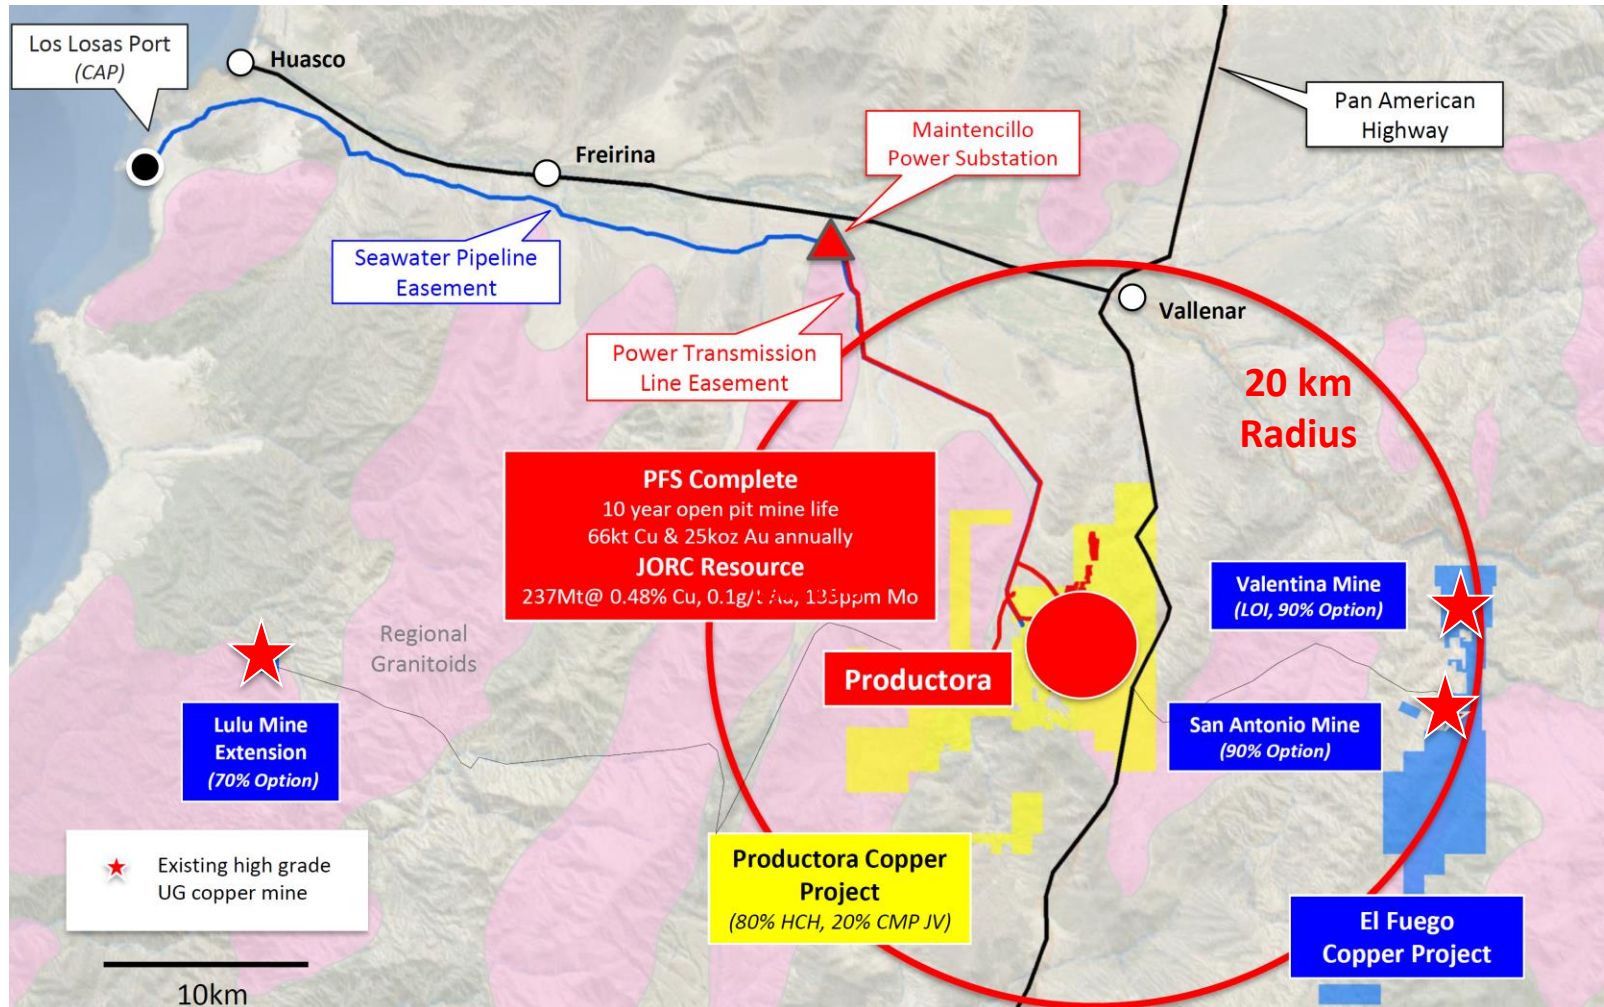 Los Losas Port
(CAP)
Huasco
Freirina
Maintencillo
Power Substation
Pan American
Highway
Seawater Pipeline
Easement
Vallenar
Power Transmission
Line Easement
20 km
Radius
PFS Complete
10 year open pit mine life
66kt Cu & 25koz Au annually
JORC Resource
237Mt@ 0.48% Cu, 0.1g/t Au, 135ppm Mo
Valentina Mine
(LOI, 90% Option)
Regional
Granitoids
Productora
San Antonio Mine
(90% Option)
Lulu Mine
Extension
(70% Option)
Existing high grade
UG copper mine
Productora Copper
Project
(80% HCH, 20% CMP JV)
El Fuego
Copper Project
10km